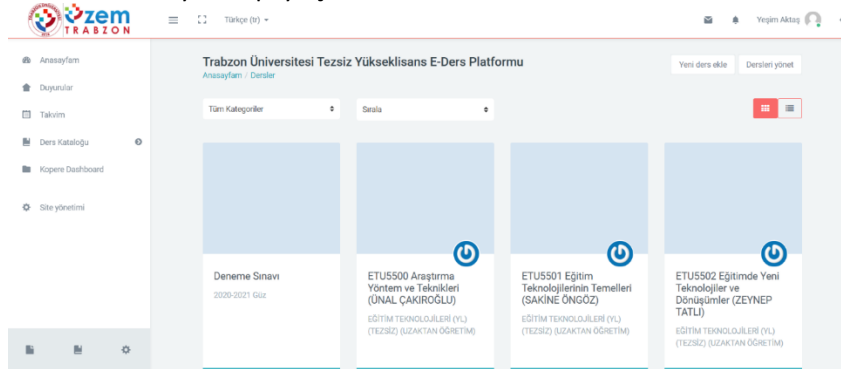 üzem
TRABZON
Türkçe (tr)
Yeşim Aktaş
Anasayfam
Duyurular
Takvim
Ders Kataloğu
Kopere Dashboard
Site yönetimi
Trabzon Üniversitesi Tezsiz Yükseklisans E-Ders Platformu
Anasayfam / Dersler
Yeni ders ekle
Dersleri yönet
Tüm Kategoriler
Sırala
Deneme Sınavı
2020-2021 Güz
ETU5500 Araştırma
Yöntem ve Teknikleri
(ÜNAL ÇAKIROĞLU)
EĞİTİM TEKNOLOJİLERİ (YL)
(TEZSİZ) (UZAKTAN ÖĞRETİM)
ETU5501 Eğitim
Teknolojilerinin Temelleri
(SAKİNE ÖNGÖZ)
EĞİTİM TEKNOLOJİLERİ (YL)
(TEZSİZ) (UZAKTAN ÖĞRETİM)
ETU5502 Eğitimde Yeni
Teknolojiler ve
Dönüşümler (ZEYNEP
TATLI)
EĞİTİM TEKNOLOJİLERİ (YL)
(TEZSİZ) (UZAKTAN ÖĞRETİM)